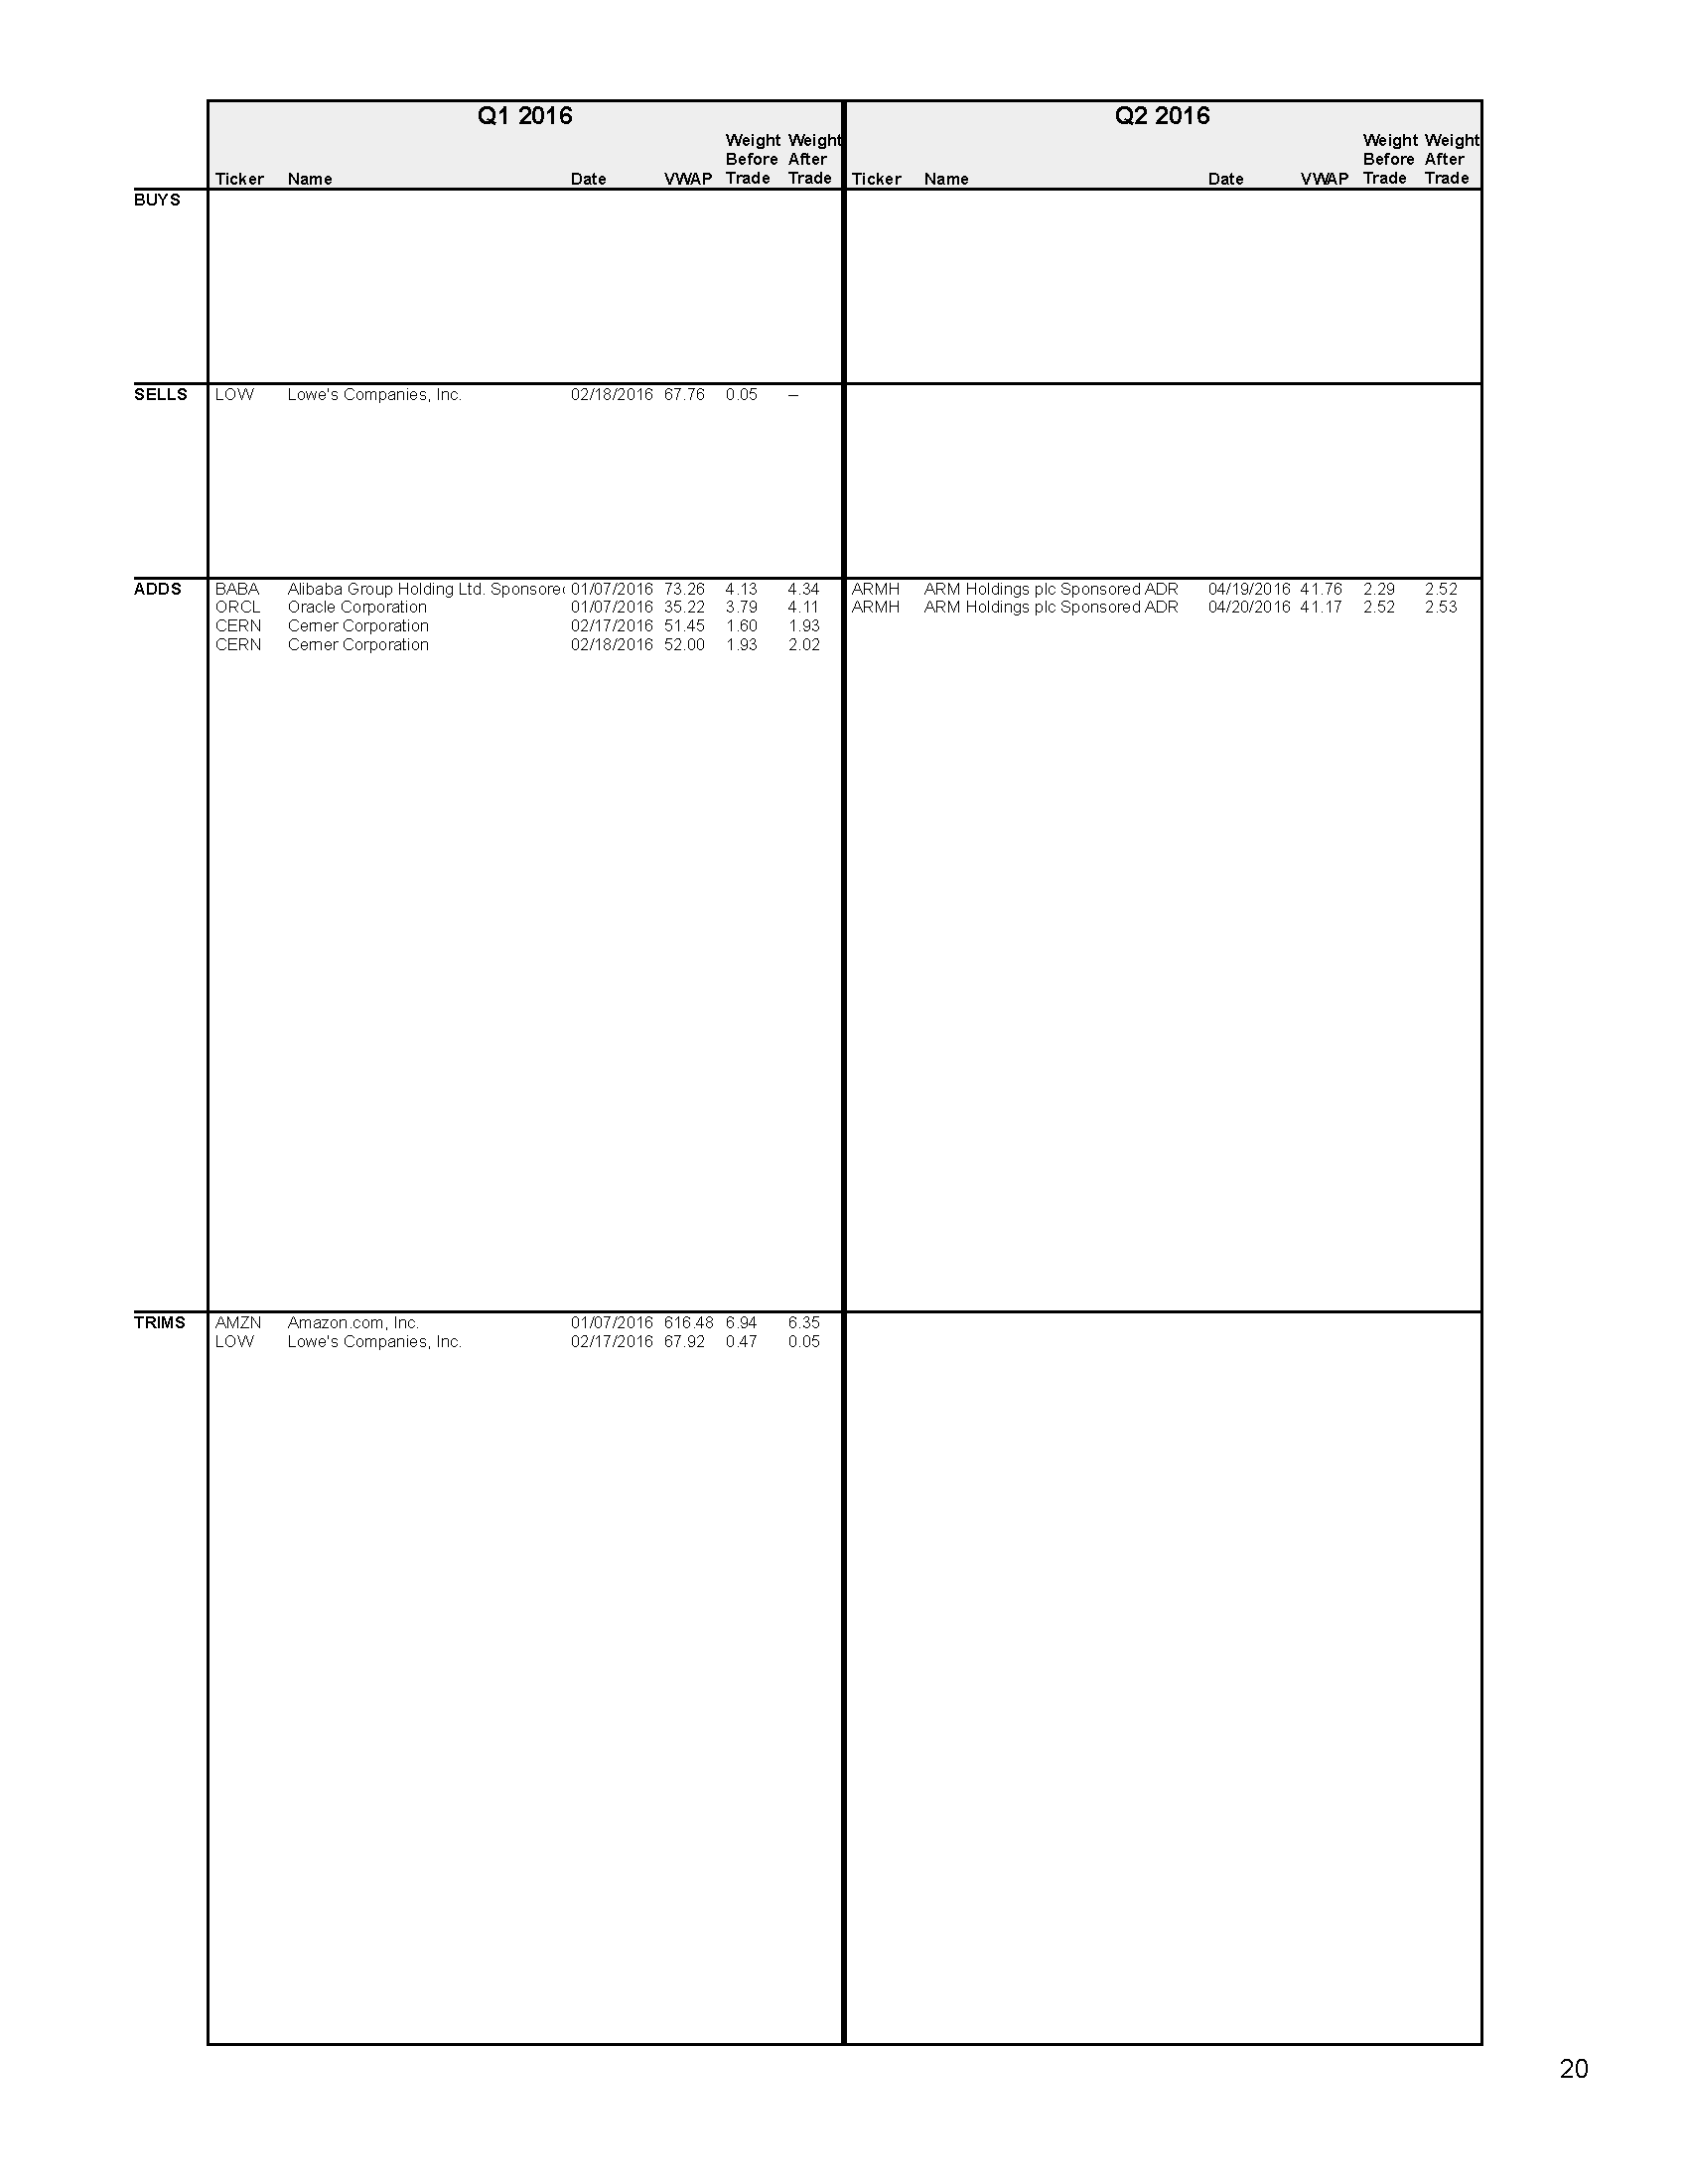 Q1 2016 Q2 2016
Weight Weight Weight Weight
Before After Before After
Ticker Name Date VWAP Trade Trade Ticker Name Date VWAP Trade Trade
BUYS
SELLS LOW Lowe's Companies, Inc. 02/18/2016 67.76 0.05 –
ADDS BABA Alibaba Group Holding Ltd. Sponsored 01/07/2016 73.26 4.13 4.34 ARMH ARM Holdings plc Sponsored ADR 04/19/2016 41.76 2.29 2.52
ORCL Oracle Corporation 01/07/2016 35.22 3.79 4.11 ARMH ARM Holdings plc Sponsored ADR 04/20/2016 41.17 2.52 2.53
CERN Cerner Corporation 02/17/2016 51.45 1.60 1.93
CERN Cerner Corporation 02/18/2016 52.00 1.93 2.02
TRIMS AMZN Amazon.com, Inc. 01/07/2016 616.48 6.94 6.35
LOW Lowe's Companies, Inc. 02/17/2016 67.92 0.47 0.05
20